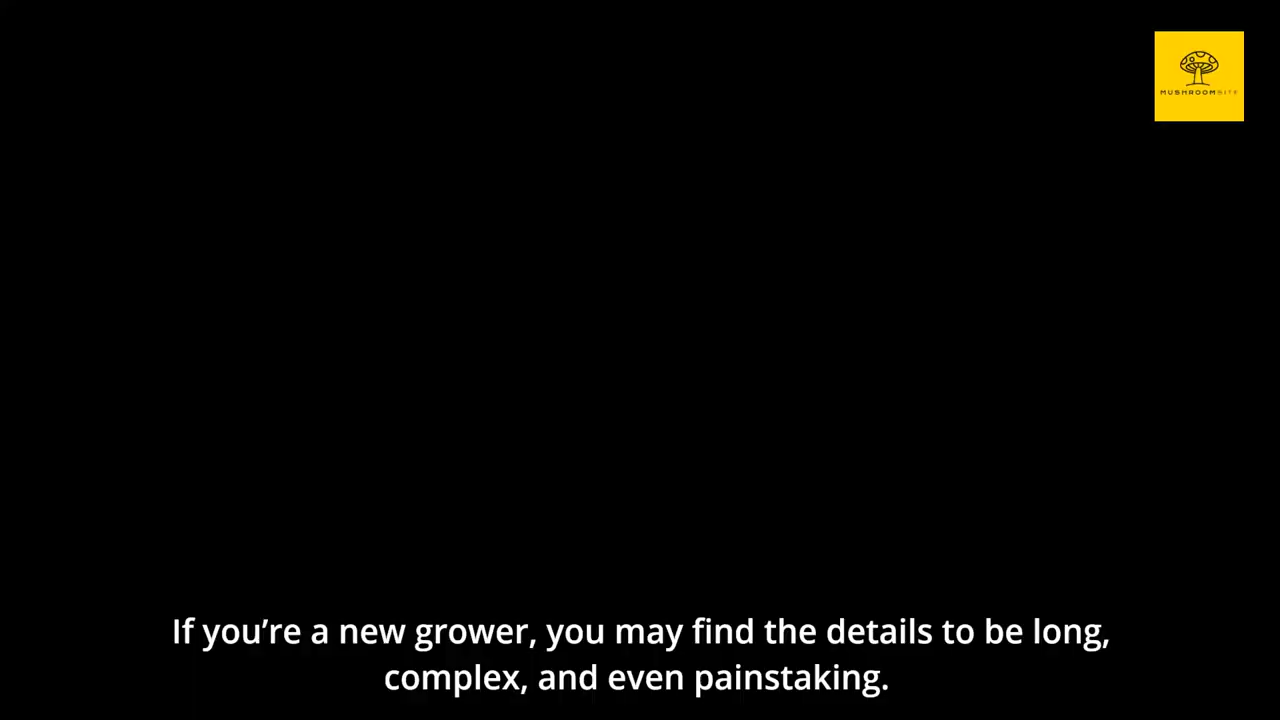 MUSHROOMSITE
If you’re a new grower, you may find the details to be long,
complex, and even painstaking.